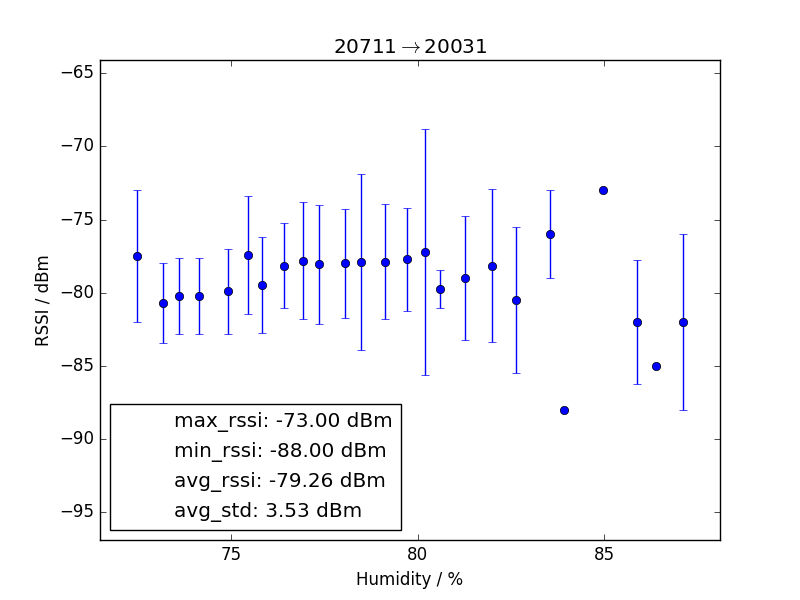 20711→20031
−65
−70
−75
−80
−85
−90
−95
RSSI / dBm
max_rssi: -73.00 dBm
min_rssi: -88.00 dBm
avg_rssi: -79.26 dBm
avg_std: 3.53 dBm
75 80 85
Humidity / %